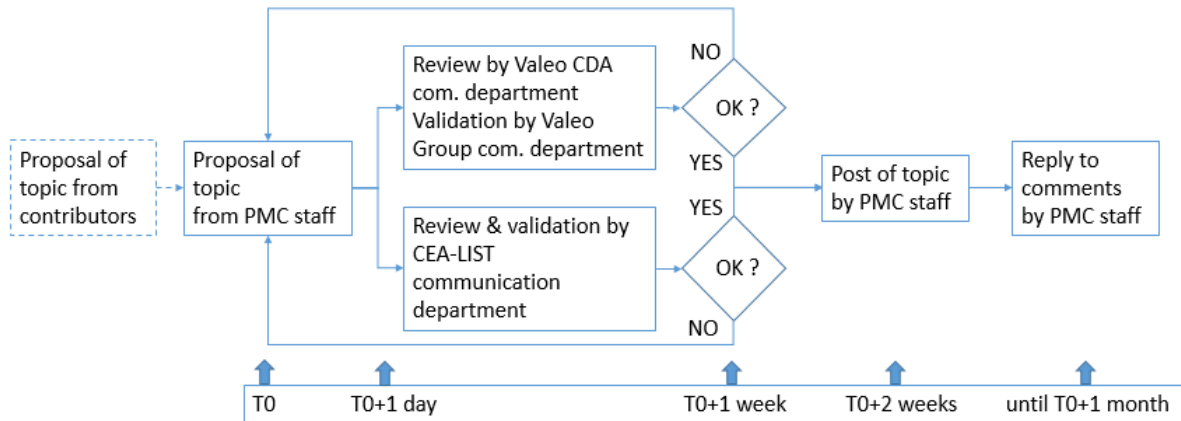 Proposal of
topic from
contributors
Proposal of
topic
from PMC staff
Review by Valeo CDA
com. department
Validation by Valeo
Group com. department
Review & validation by
CEA-LIST
communication
department
NO
OK ?
YES
YES
OK ?
NO
Post of topic
by PMC staff
Reply to
comments
by PMC staff
T0
T0+1 day
T0+1 week
T0+2 weeks
until T0+1 month